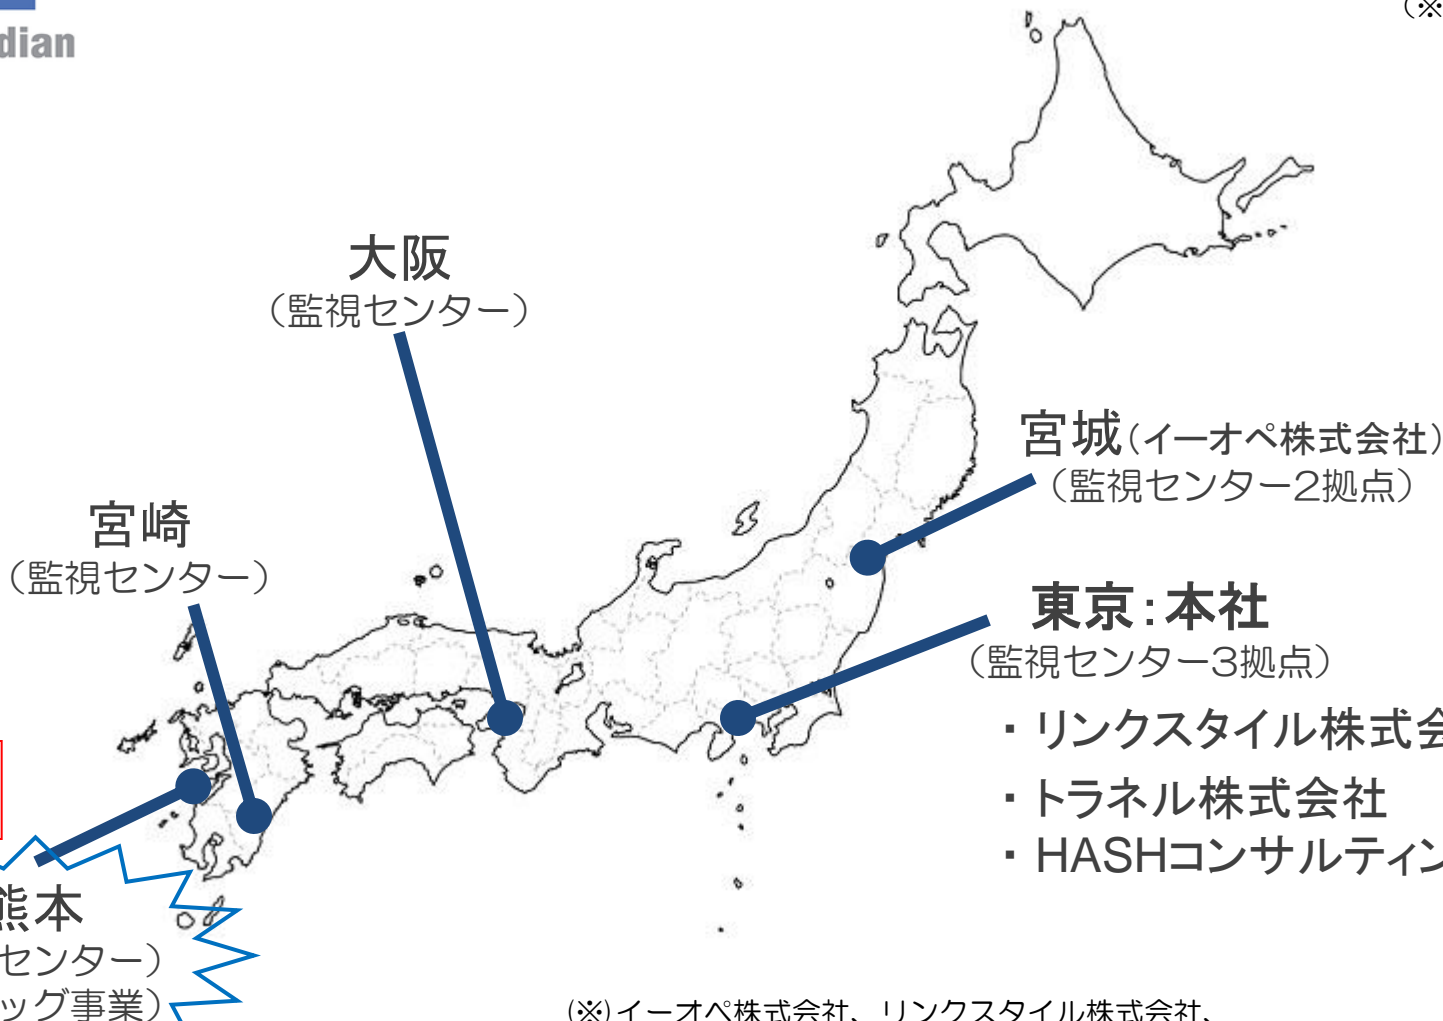 (※
dian
大阪
（監視センター）
宮城(イーオペ株式会社)
（監視センター2拠点）
宮崎
（監視センター）
東京：本社
（監視センター3拠点）
・リンクスタイル株式会
・トラネル株式会社
・HASHコンサルティン
熊本
センター）
ッグ事業）
(※)イーオペ株式会社、リンクスタイル株式会社、